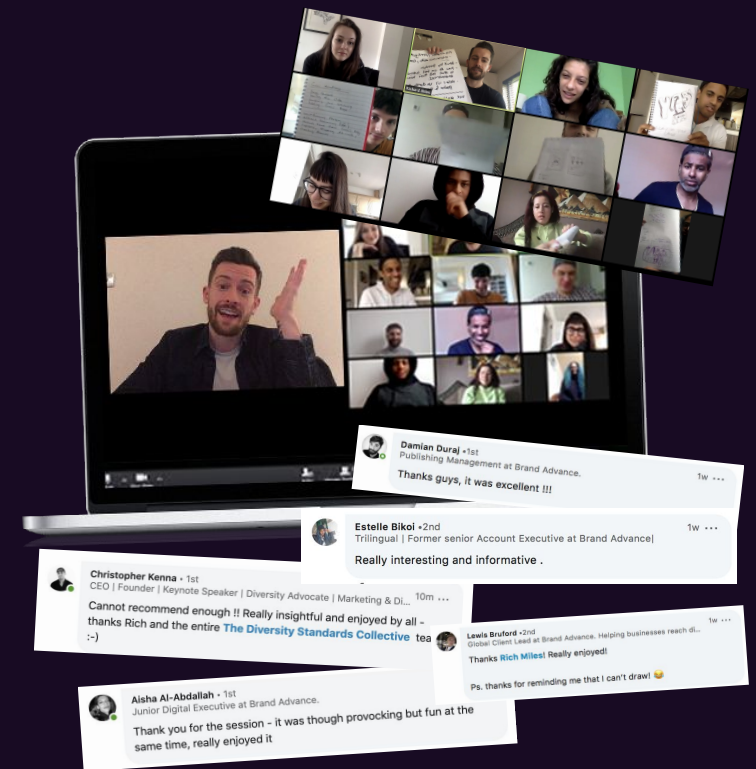 Damian Duraj •1st
Publishing Management at Brand Advance.
1w •••
Thanks guys, it was excellent !!!
Estelle Bikoi •2nd
1w •••
Trilingual | Former senior Account Executive at Brand Advance|
Really interesting and informative .
Christopher Kenna • 1st
CEO | Founder | Keynote Speaker | Diversity Advocate | Marketing & Di...
10m •••
Cannot recommend enough !! Really insightful and enjoyed by all -
thanks Rich and the entire The Diversity Standards Collective tea
:-)
Lewis Bruford •2nd
1w •••
Global Client Lead at Brand Advance. Helping businesses reach di...
Thanks Rich Miles! Really enjoyed!
Ps. thanks for reminding me that I can't draw! 😂
Aisha Al-Abdallah • 1st
Junior Digital Executive at Brand Advance.
Thank you for the session - it was though provocking but fun at the
same time, really enjoyed it